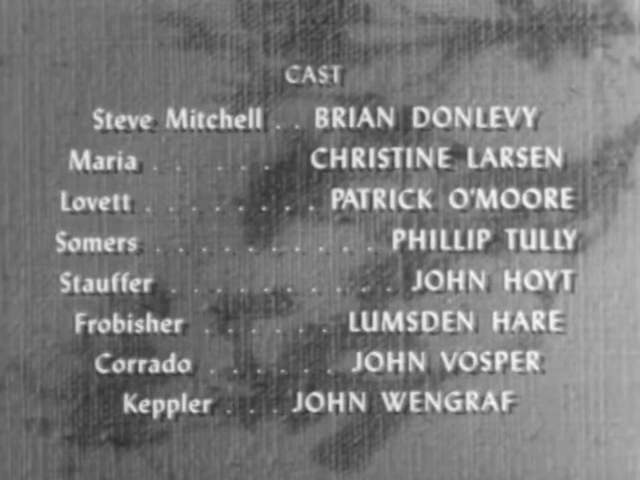 CAST
Steve Mitchell . . BRIAN DONLEVY
Maria . . . . . . CHRISTINE LARSEN
Lovett . . . . . . . . PATRICK O'MOORE
Somers . . . . . . . . . . PHILLIP TULLY
Stauffer . . . . . . . . . . JOHN HOYT
Frobisher . . . . . . LUMSDEN HARE
Corrado . . . . . . JOHN VOSPER
Keppler . . . JOHN WENGRAF